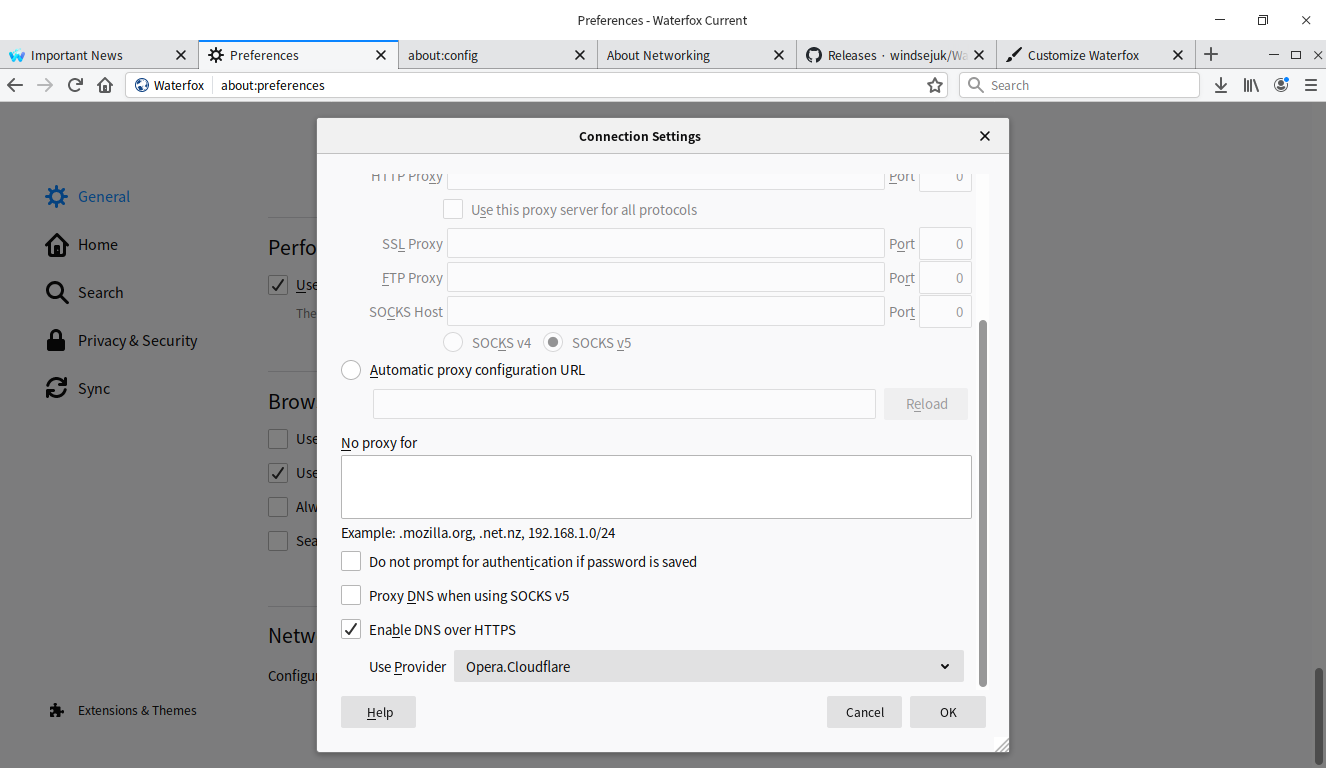 Preferences - Waterfox Current
Important News
Preferences
about:config
About Networking
Releases · windsejuk/Wa
Customize Waterfox
Waterfox
about:preferences
Search
Connection Settings
HTTP Proxy
Port
0
Use this proxy server for all protocols
SSL Proxy
Port
0
FTP Proxy
Port
0
SOCKS Host
Port
0
SOCKS v4
SOCKS v5
Automatic proxy configuration URL
Reload
No proxy for
Example: .mozilla.org, .net.nz, 192.168.1.0/24
Do not prompt for authentication if password is saved
Proxy DNS when using SOCKS v5
Enable DNS over HTTPS
Use Provider
Opera.Cloudflare
Help
Cancel
OK
General
Home
Search
Privacy & Security
Sync
Extensions & Themes
Perfo
Use
The
Brow
Use
Use
Alw
Sea
Netw
Configu